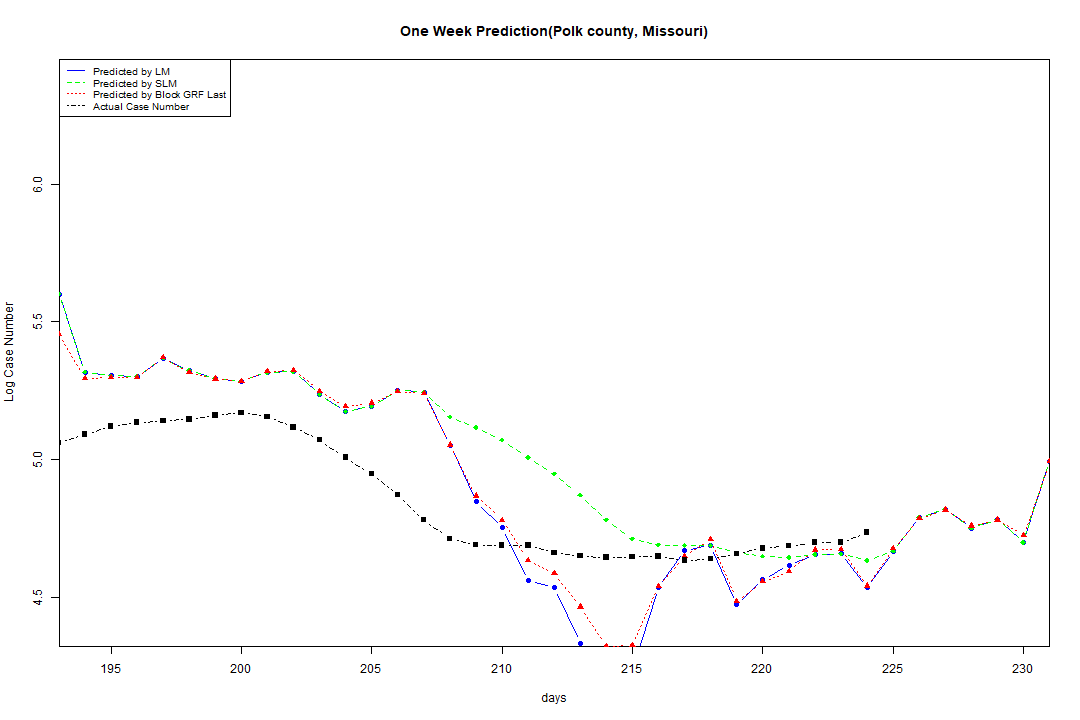 One Week Prediction(Polk county, Missouri)
Predicted by LM
Predicted by SLM
Predicted by Block GRF Last
Actual Case Number
6.0
5.5
5.0
4.5
Log Case Number
195 200 205 210 215 220 225 230
days